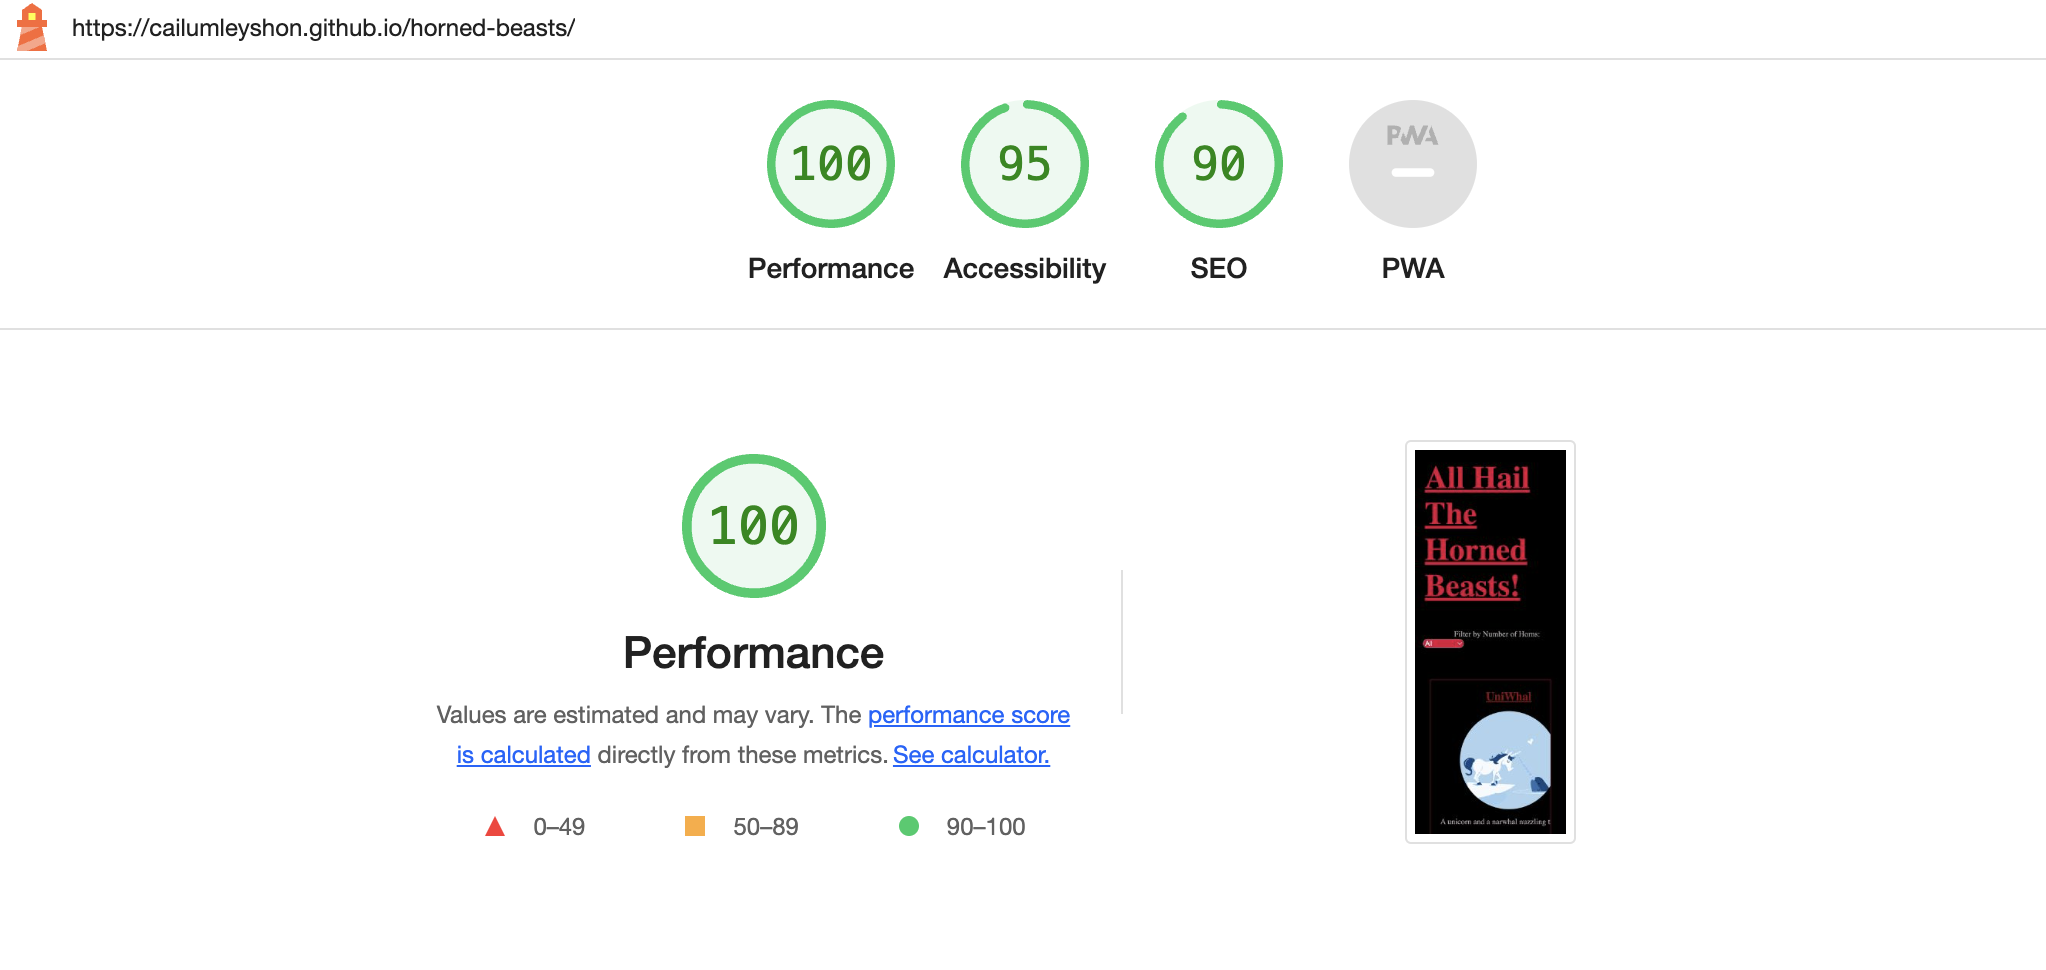 https://cailumleyshon.github.io/horned-beasts/
100
95
90
PWA
Performance
Accessibility
SEO
PWA
100
Performance
Values are estimated and may vary. The performance score
is calculated directly from these metrics. See calculator.
0–49
50–89
90–100
All Hail
The
Horned
Beasts!
Filter by Number of Horns:
All
UniWhal
A unicorn and a narwhal nuzzling t